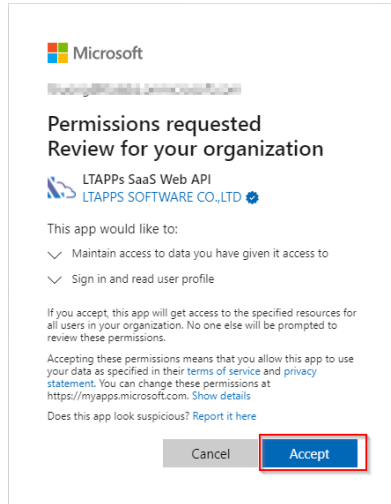 Microsoft
Permissions requested
Review for your organization
LTAPPs SaaS Web API
LTAPPS SOFTWARE CO.,LTD
This app would like to:
Maintain access to data you have given it access to
Sign in and read user profile
If you accept, this app will get access to the specified resources for
all users in your organization. No one else will be prompted to
review these permissions.
Accepting these permissions means that you allow this app to use
your data as specified in their terms of service and privacy
statement. You can change these permissions at
https://myapps.microsoft.com. Show details
Does this app look suspicious? Report it here
Cancel Accept